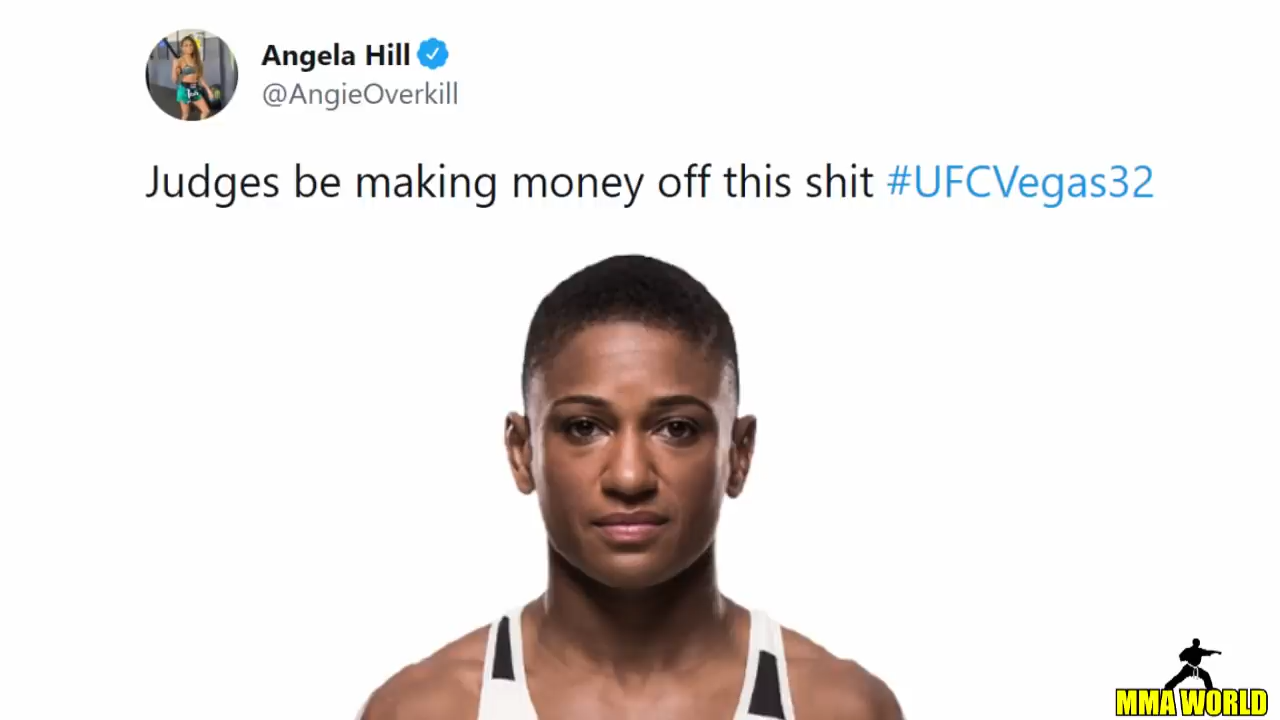 Angela Hill
@AngieOverkill
Judges be making money off this shit #UFCVegas32
MMA WORLD